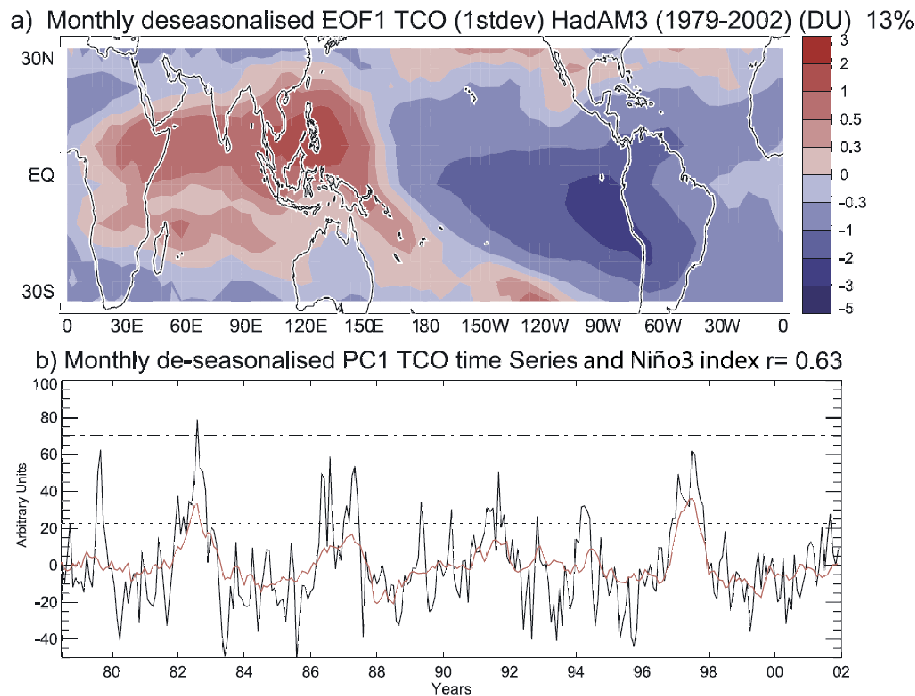 a) Monthly deseasonalised EOF1 TCO (1stdev) HadAM3 (1979-2002) (DU) 13%
30N
EQ
30S
3
2
1
0.5
0.3
0
-0.3
-1
-2
-3
-5
0 30E 60E 90E 120E 150E 180 150W 120W 90W 60W 30W 0
b) Monthly de-seasonalised PC1 TCO time Series and Niño3 index r= 0.63
Arbitrary Units
100
80
60
40
20
0
-20
-40
80 82 84 86 88 90 92 94 96 98 00 02
Years